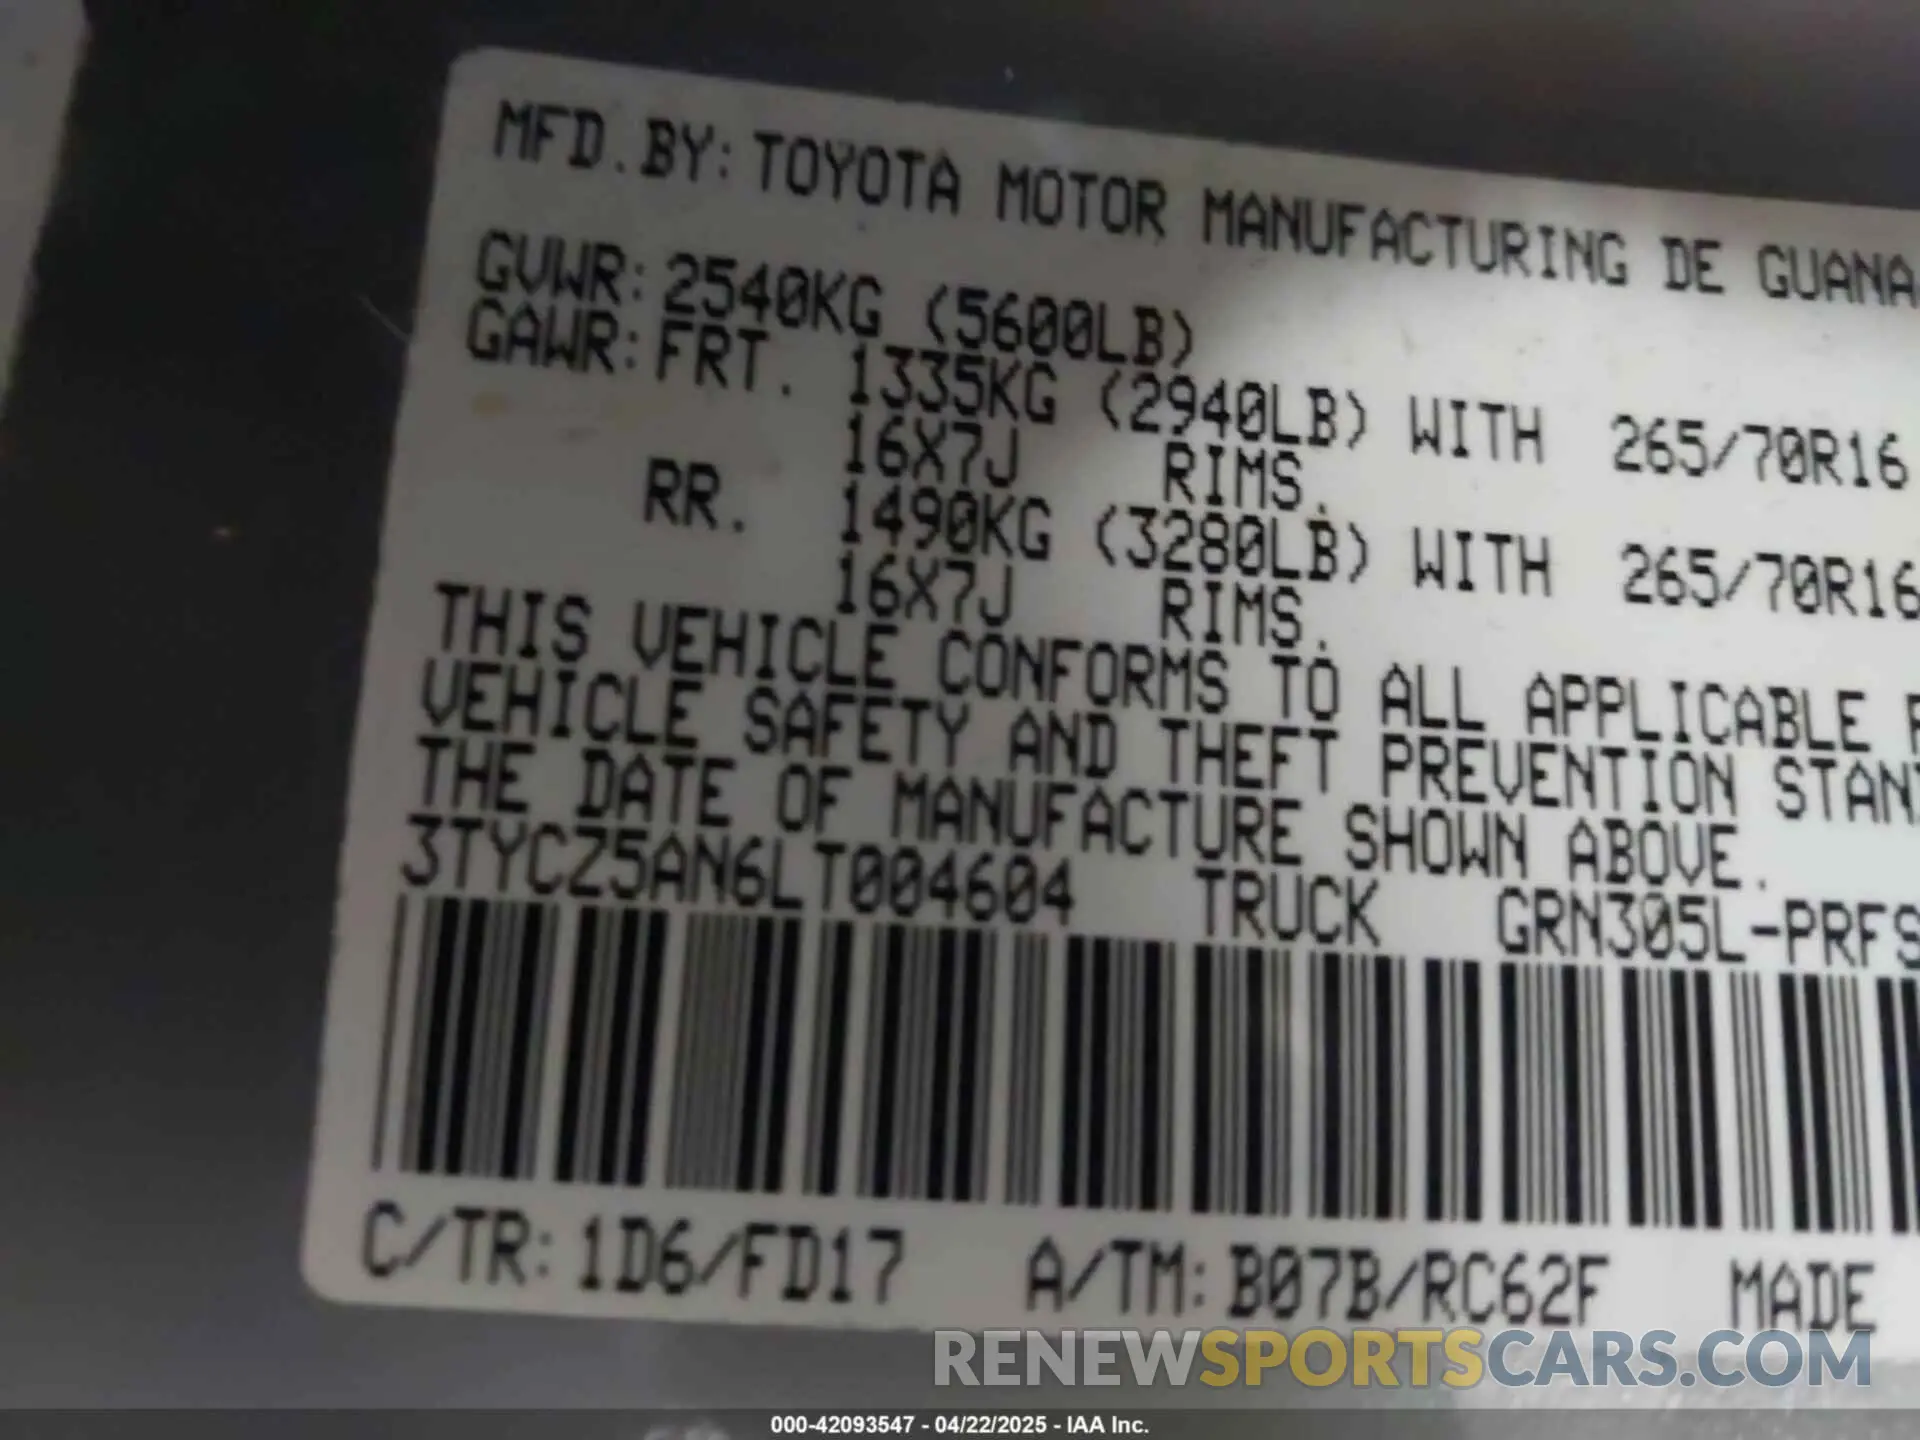 MFD.BY: TOYOTA MOTOR MANUFACTURING DE GUANA
GVWR: 2540KG (5600LB)
GAWR: FRT. 1335KG (2940LB) WITH 265/70R16
16X7J RIMS.
RR. 1490KG (3280LB) WITH 265/70R16
16X7J RIMS.
THIS VEHICLE CONFORMS TO ALL APPLICABLE F
VEHICLE SAFETY AND THEFT PREVENTION STAN
THE DATE OF MANUFACTURE SHOWN ABOVE.
3TYCZ5AN6LT004604 TRUCK GRN305L-PRFS
C/TR: 1D6/FD17 A/TM: B07B/RC62F MADE
RENEWSPORTSCARS.COM
000-42093547 - 04/22/2025 - IAA Inc.